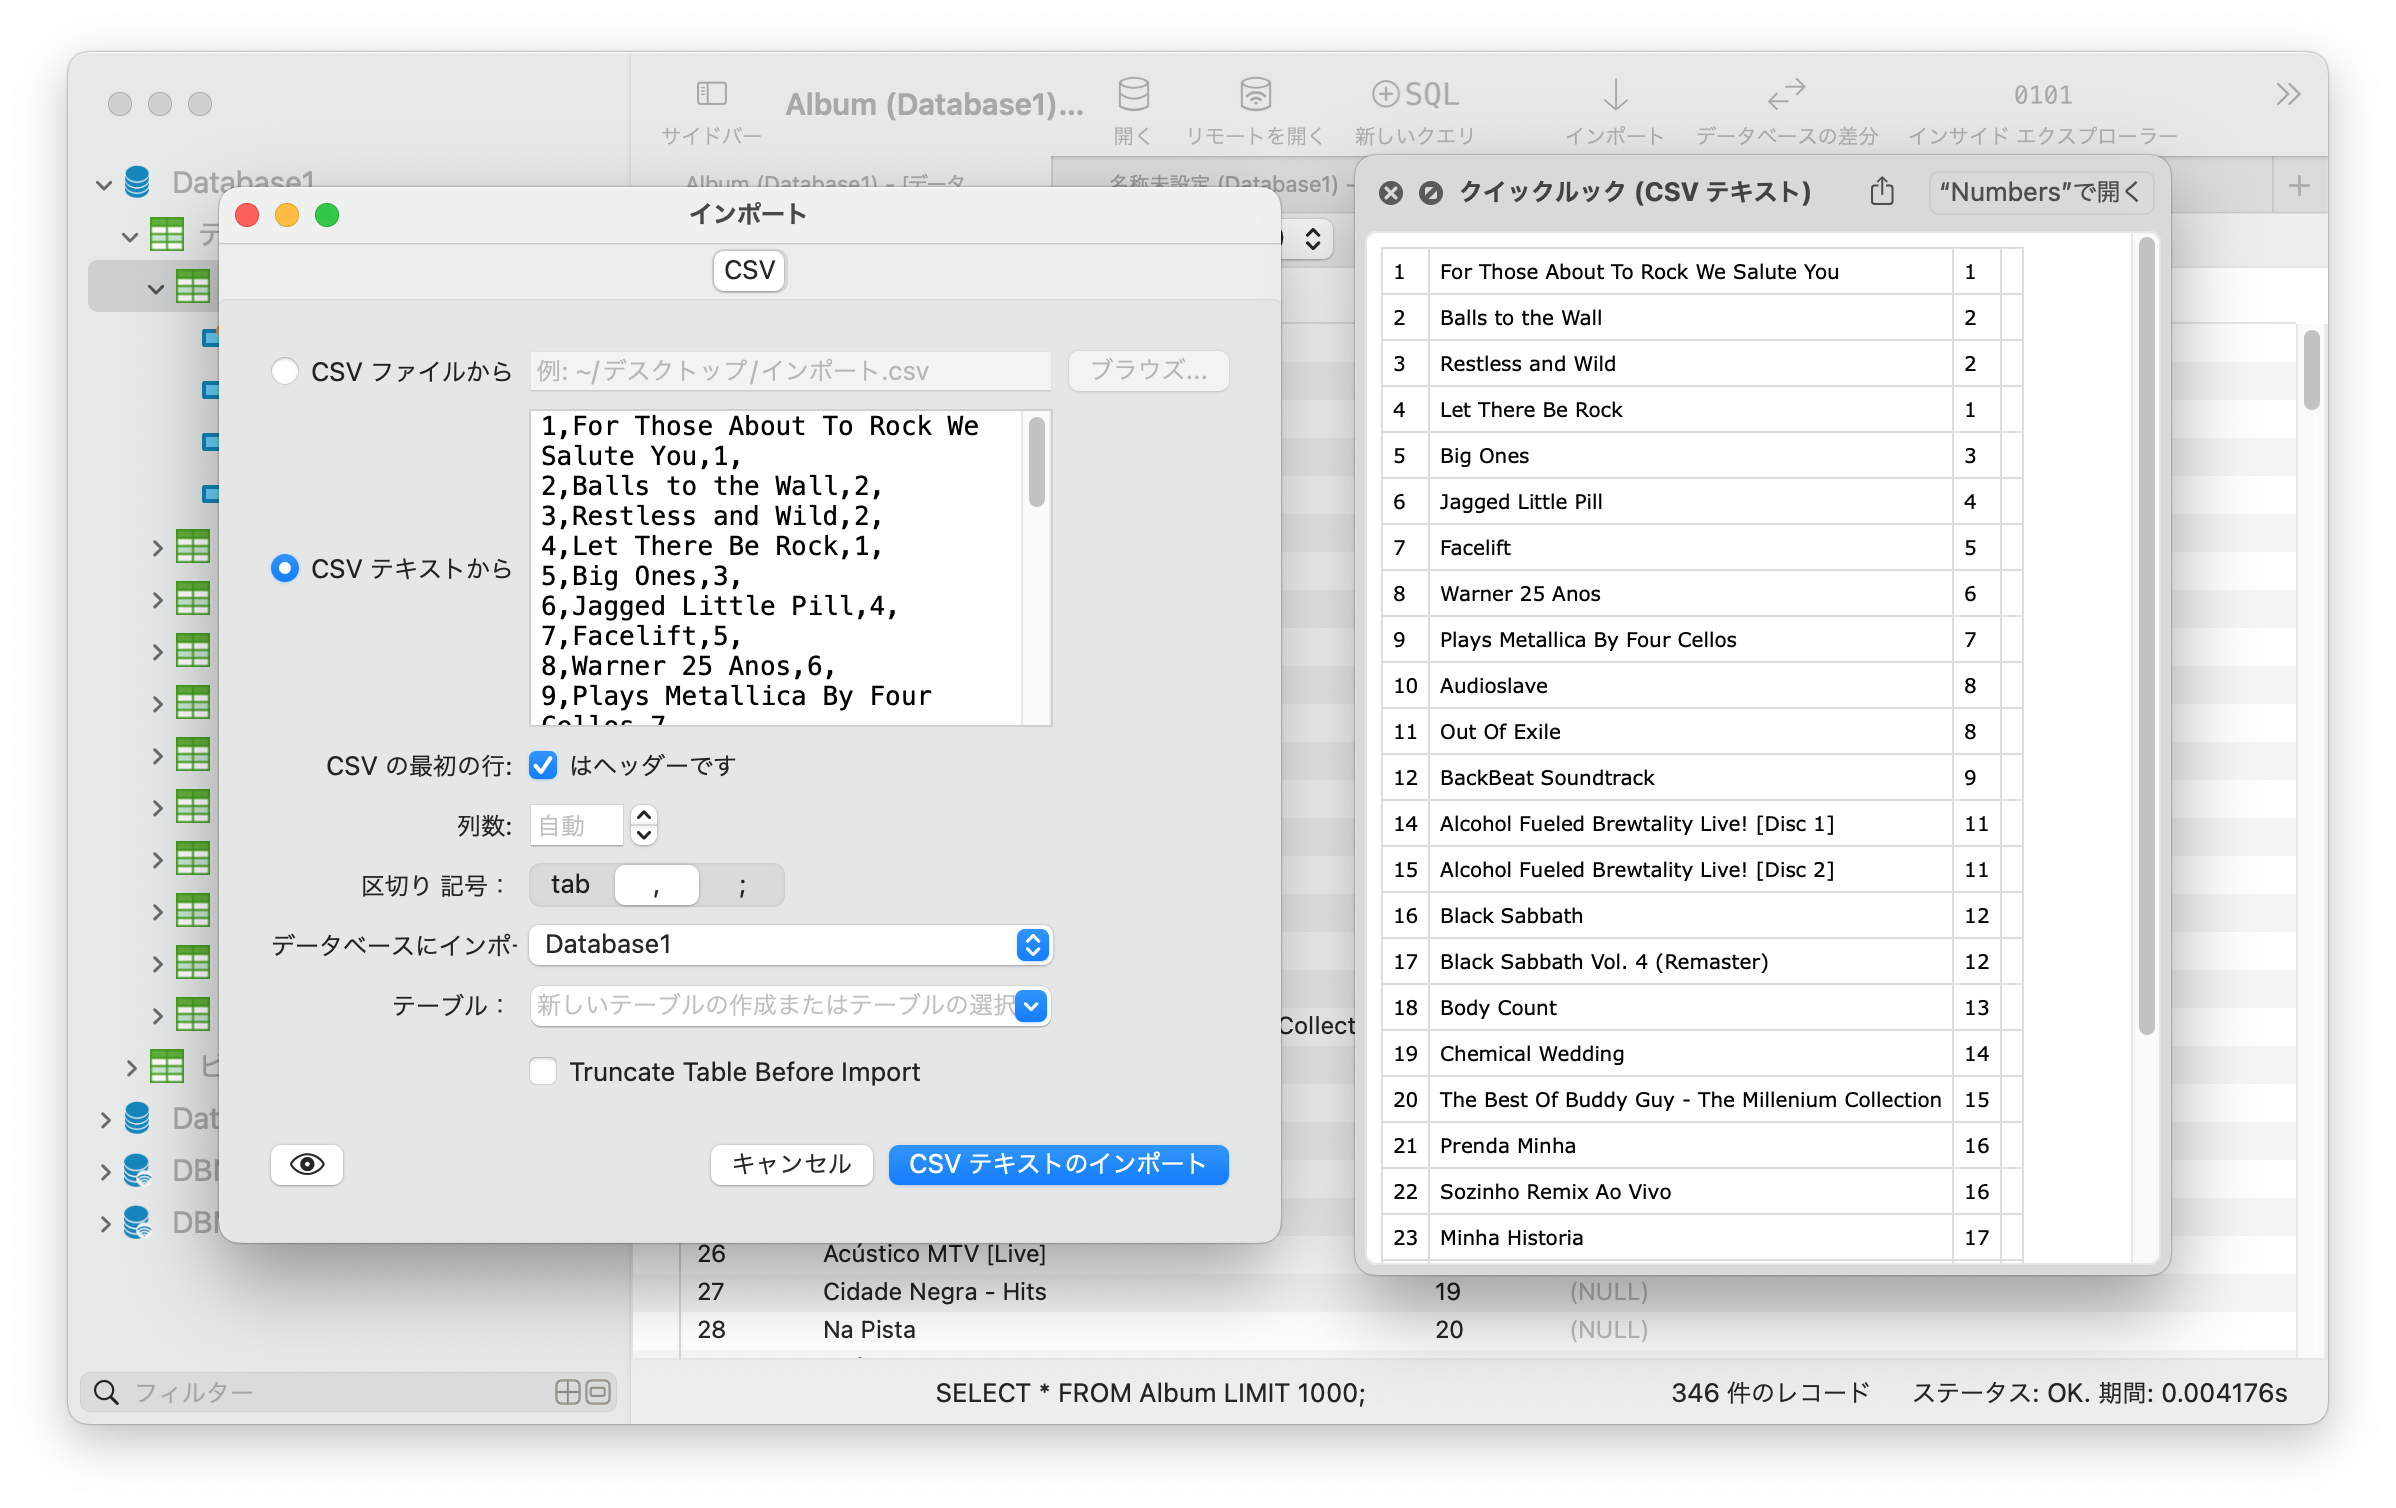 サイドバー
Album (Database1)...
開く
リモートを開く
SQL
新しいクエリ
インポート
データベースの差分
0101
インサイド エクスプローラー
Database1
Album (Database1) - [データ
名称未設定 (Database1) -
インポート
CSV
CSV ファイルから
例: ~/デスクトップ/インポート.csv
ブラウズ...
CSV テキストから
1,For Those About To Rock We
Salute You,1,
2,Balls to the Wall,2,
3,Restless and Wild,2,
4,Let There Be Rock,1,
5,Big Ones,3,
6,Jagged Little Pill,4,
7,Facelift,5,
8,Warner 25 Anos,6,
9,Plays Metallica By Four
Cellos,7,
CSV の最初の行:
はヘッダーです
列数:
自動
区切り 記号：
tab
,
;
データベースにインポ
Database1
テーブル：
新しいテーブルの作成またはテーブルの選択
Truncate Table Before Import
キャンセル
CSV テキストのインポート
クイックルック (CSV テキスト)
“Numbers”で開く
1 For Those About To Rock We Salute You 1
2 Balls to the Wall 2
3 Restless and Wild 2
4 Let There Be Rock 1
5 Big Ones 3
6 Jagged Little Pill 4
7 Facelift 5
8 Warner 25 Anos 6
9 Plays Metallica By Four Cellos 7
10 Audioslave 8
11 Out Of Exile 8
12 BackBeat Soundtrack 9
14 Alcohol Fueled Brewtality Live! [Disc 1] 11
15 Alcohol Fueled Brewtality Live! [Disc 2] 11
16 Black Sabbath 12
17 Black Sabbath Vol. 4 (Remaster) 12
18 Body Count 13
19 Chemical Wedding 14
20 The Best Of Buddy Guy - The Millenium Collection 15
21 Prenda Minha 16
22 Sozinho Remix Ao Vivo 16
23 Minha Historia 17
Collect
26 Acústico MTV [Live]
27 Cidade Negra - Hits 19 (NULL)
28 Na Pista 20 (NULL)
フィルター
SELECT * FROM Album LIMIT 1000;
346 件のレコード
ステータス: OK. 期間: 0.004176s